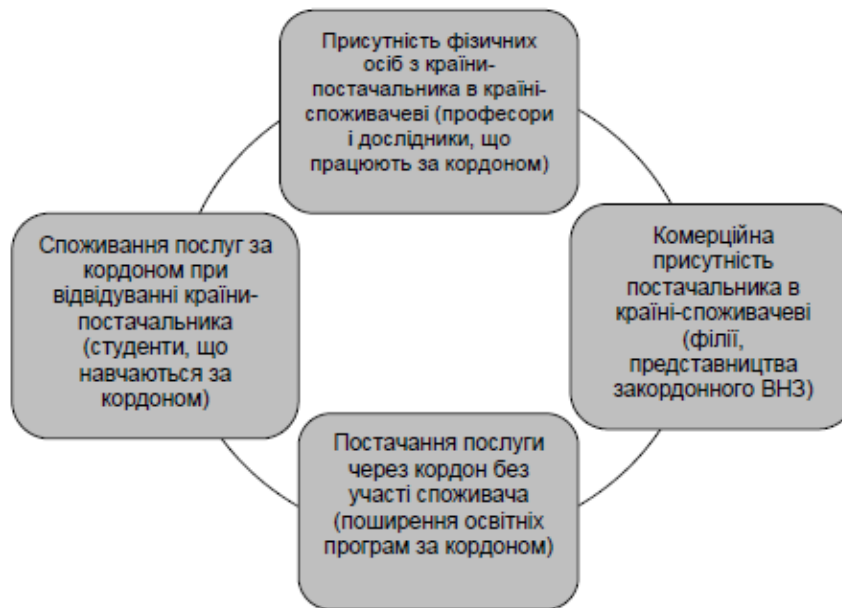 Присутність фізичних
осіб з країни-
постачальника в країні-
споживачеві (професори
і дослідники, що
працюють за кордоном)
Споживання послуг за
кордоном при
відвідуванні країни-
постачальника
(студенти, що
навчаються за
кордоном)
Комерційна
присутність
постачальника в
країні-споживачеві
(філії,
представництва
закордонного ВНЗ)
Постачання послуги
через кордон без
участі споживача
(поширення освітніх
програм за кордоном)